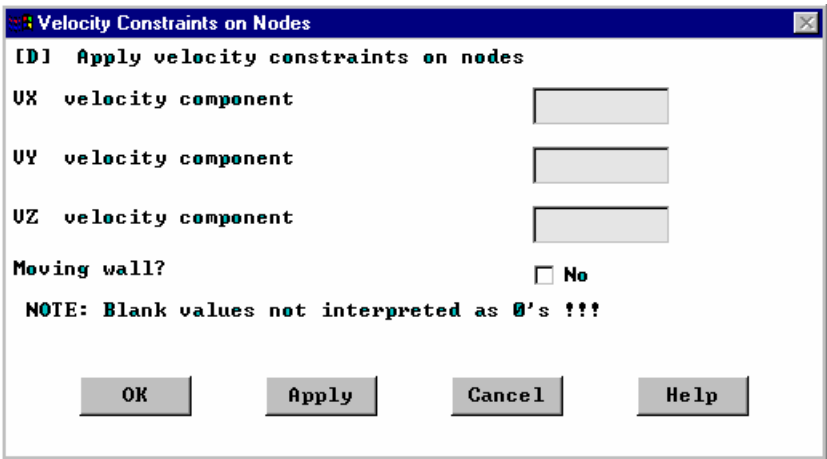 Velocity Constraints on Nodes
[D] Apply velocity constraints on nodes
VX velocity component
VY velocity component
VZ velocity component
Moving wall?
No
NOTE: Blank values not interpreted as 0's !!!
OK Apply Cancel Help